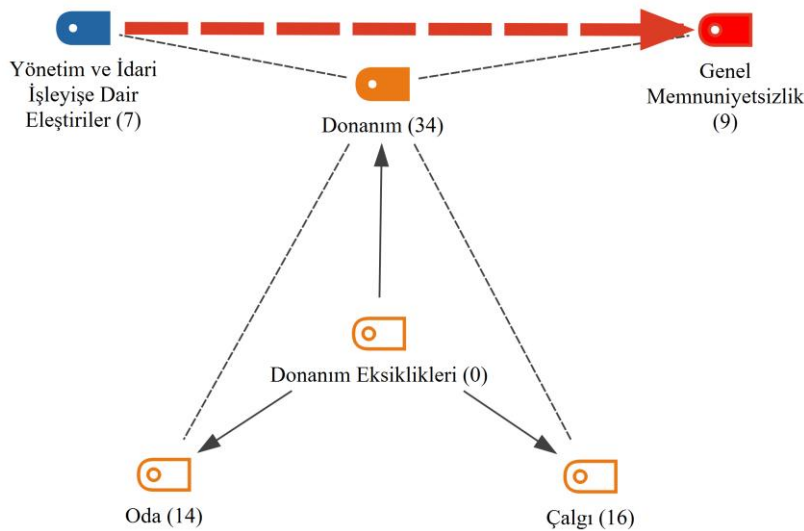 Yönetim ve İdari
İşleyişe Dair
Eleştiriler (7)
Genel
Memnuniyetsizlik
(9)
Donanım (34)
Donanım Eksiklikleri (0)
Oda (14)
Çalgı (16)